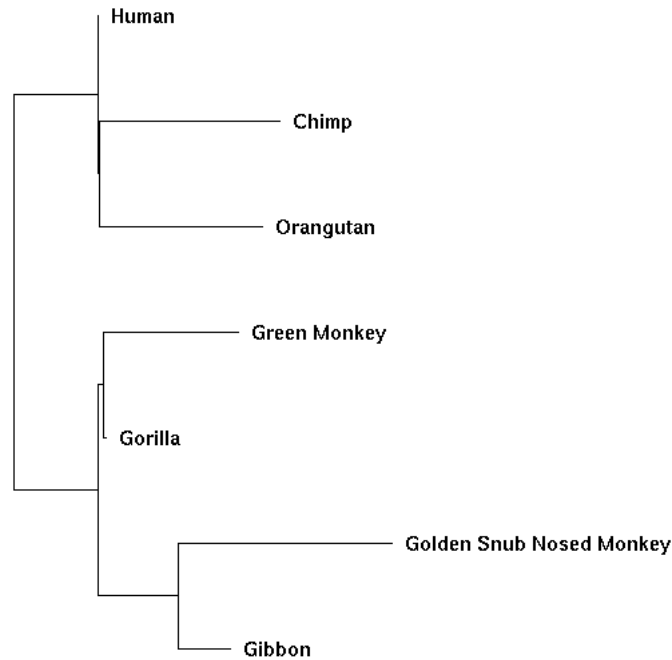 Human
Chimp
Orangutan
Green Monkey
Gorilla
Golden Snub Nosed Monkey
Gibbon